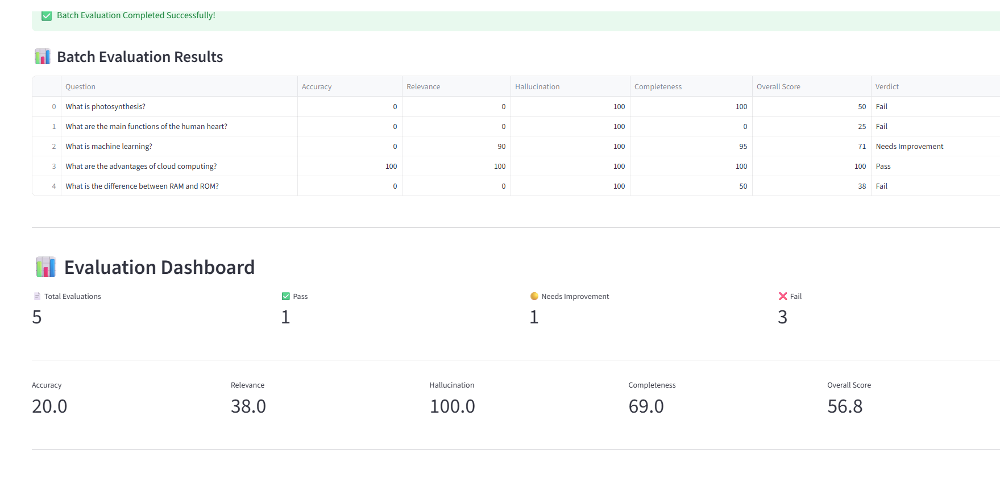 ✅ Batch Evaluation Completed Successfully!
📊 Batch Evaluation Results
Question Accuracy Relevance Hallucination Completeness Overall Score Verdict
0 What is photosynthesis? 0 0 100 100 50 Fail
1 What are the main functions of the human heart? 0 0 100 0 25 Fail
2 What is machine learning? 0 90 100 95 71 Needs Improvement
3 What are the advantages of cloud computing? 100 100 100 100 100 Pass
4 What is the difference between RAM and ROM? 0 0 100 50 38 Fail
📊 Evaluation Dashboard
📄 Total Evaluations ✅ Pass 🟡 Needs Improvement ❌ Fail
5 1 1 3
Accuracy Relevance Hallucination Completeness Overall Score
20.0 38.0 100.0 69.0 56.8